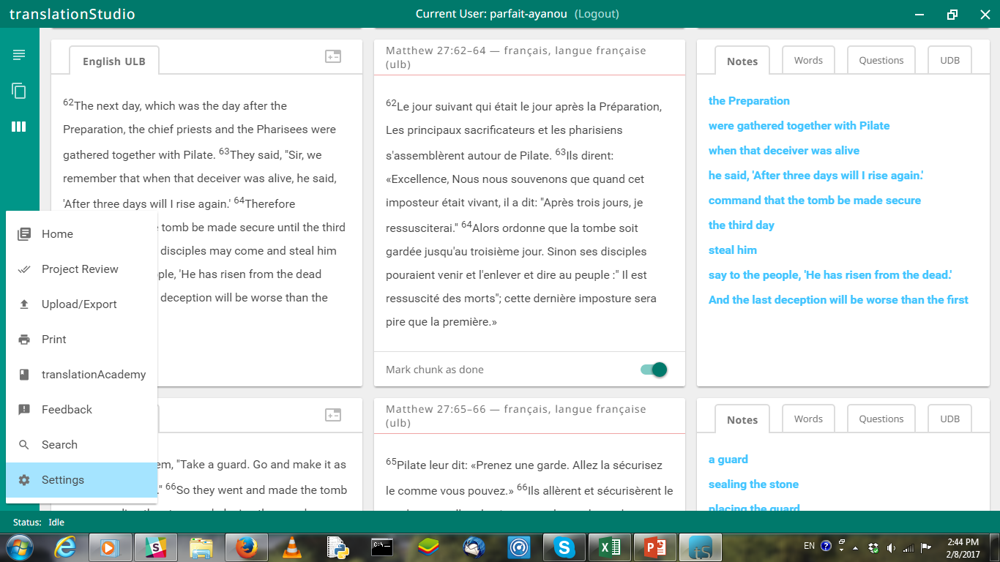 translationStudio
Current User: parfait-ayanou (Logout)
English ULB
62The next day, which was the day after the
Preparation, the chief priests and the Pharisees were
gathered together with Pilate. 63They said, "Sir, we
remember that when that deceiver was alive, he said,
'After three days will I rise again.' 64Therefore
tomb be made secure until the third
disciples may come and steal him
ple, 'He has risen from the dead
deception will be worse than the
Matthew 27:62–64 — français, langue française
(ulb)
62Le jour suivant qui était le jour après la Préparation,
Les principaux sacrificateurs et les pharisiens
s'assemblèrent autour de Pilate. 63Ils dirent:
«Excellence, Nous nous souvenons que quand cet
imposteur était vivant, il a dit: "Après trois jours, je
ressusciterai." 64Alors ordonne que la tombe soit
gardée jusqu'au troisième jour. Sinon ses disciples
pouraient venir et l'enlever et dire au peuple :" Il est
ressuscité des morts"; cette dernière imposture sera
pire que la première.»
Mark chunk as done
Notes Words Questions UDB
the Preparation
were gathered together with Pilate
when that deceiver was alive
he said, 'After three days will I rise again.'
command that the tomb be made secure
the third day
steal him
say to the people, 'He has risen from the dead.'
And the last deception will be worse than the first
Home
Project Review
Upload/Export
Print
translationAcademy
Feedback
Search
Settings
em, "Take a guard. Go and make it as
." 66So they went and made the tomb
Matthew 27:65–66 — français, langue française
(ulb)
65Pilate leur dit: «Prenez une garde. Allez la sécurisez
le comme vous pouvez.» 66Ils allèrent et sécurisèrent le
Notes Words Questions UDB
a guard
sealing the stone
placing the guard
Status: Idle
EN
2:44 PM
2/8/2017